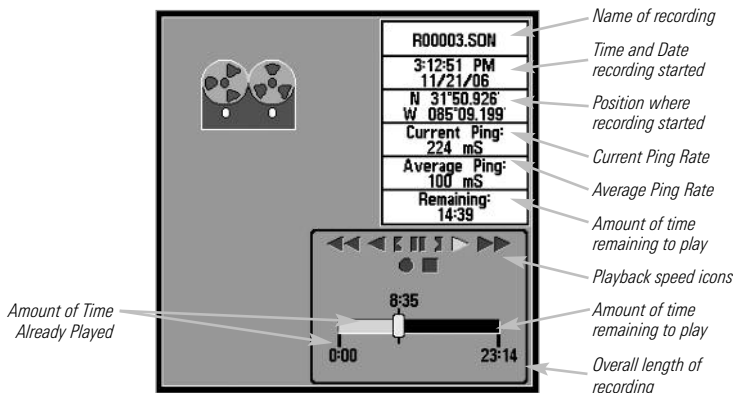 R00003.SON
3:12:51 PM
11/21/06
N 31°50.926'
W 085°09.199'
Current Ping:
224 mS
Average Ping:
100 mS
Remaining:
14:39
8:35
0:00
23:14
Name of recording
Time and Date
recording started
Position where
recording started
Current Ping Rate
Average Ping Rate
Amount of time
remaining to play
Playback speed icons
Amount of time
remaining to play
Overall length of
recording
Amount of Time
Already Played